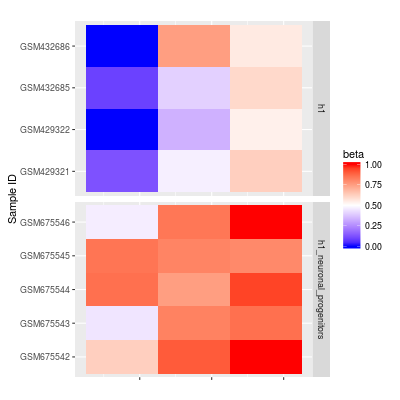 GSM432686
GSM432685
GSM429322
GSM429321
h1
GSM675546
GSM675545
GSM675544
GSM675543
GSM675542
h1_neuronal_progenitors
Sample ID
beta
1.00
0.75
0.50
0.25
0.00